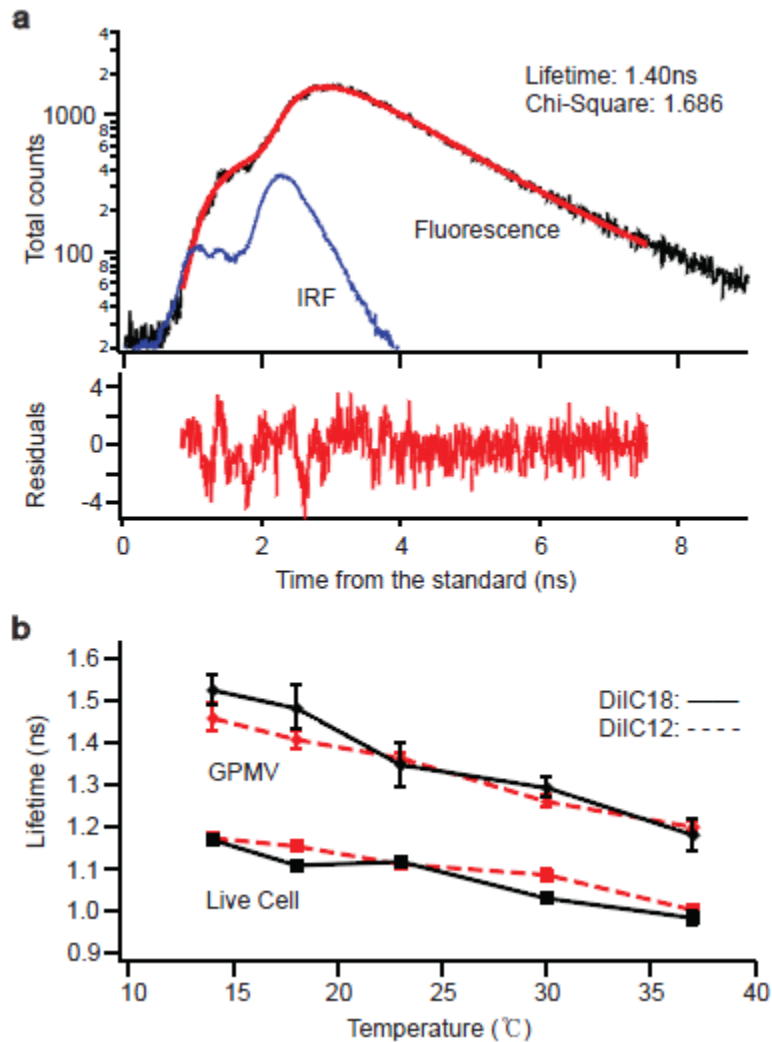 a
4
2
1000
8
6
4
2
100
8
6
4
2
Total counts
Lifetime: 1.40ns
Chi-Square: 1.686
Fluorescence
IRF
4
0
-4
Residuals
0 2 4 6 8
Time from the standard (ns)
b
1.6
1.5
1.4
1.3
1.2
1.1
1.0
0.9
Lifetime (ns)
DiIC18:
DiIC12:
GPMV
Live Cell
10 15 20 25 30 35 40
Temperature (℃)